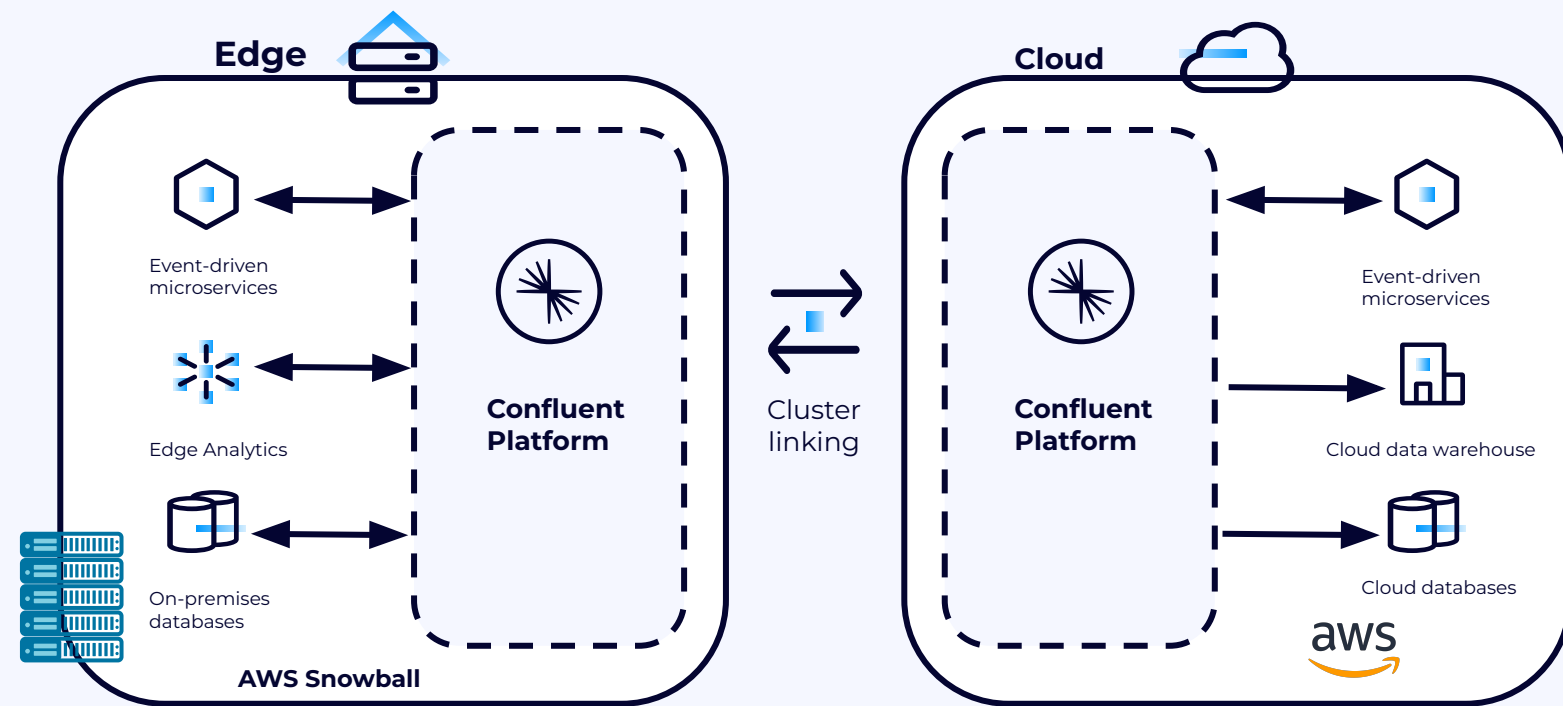 Edge
Cloud
Event-driven
microservices
Edge Analytics
On-premises
databases
AWS Snowball
Confluent
Platform
Cluster
linking
Confluent
Platform
Event-driven
microservices
Cloud data warehouse
Cloud databases
aws